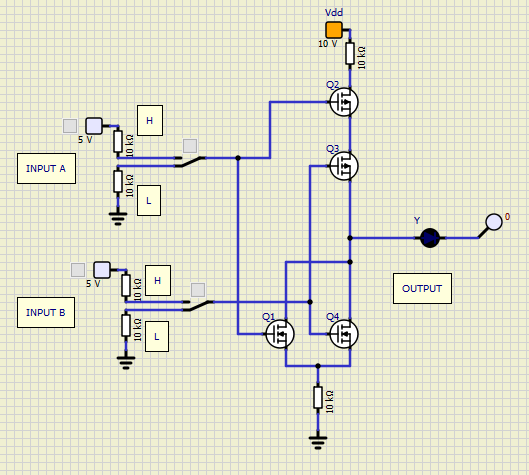 Vdd
10 V
10 kΩ
Q2
H
5 V
10 kΩ
Q3
INPUT A
10 kΩ
L
Y
0
H
5 V
10 kΩ
OUTPUT
INPUT B
Q1
Q4
10 kΩ
L
10 kΩ